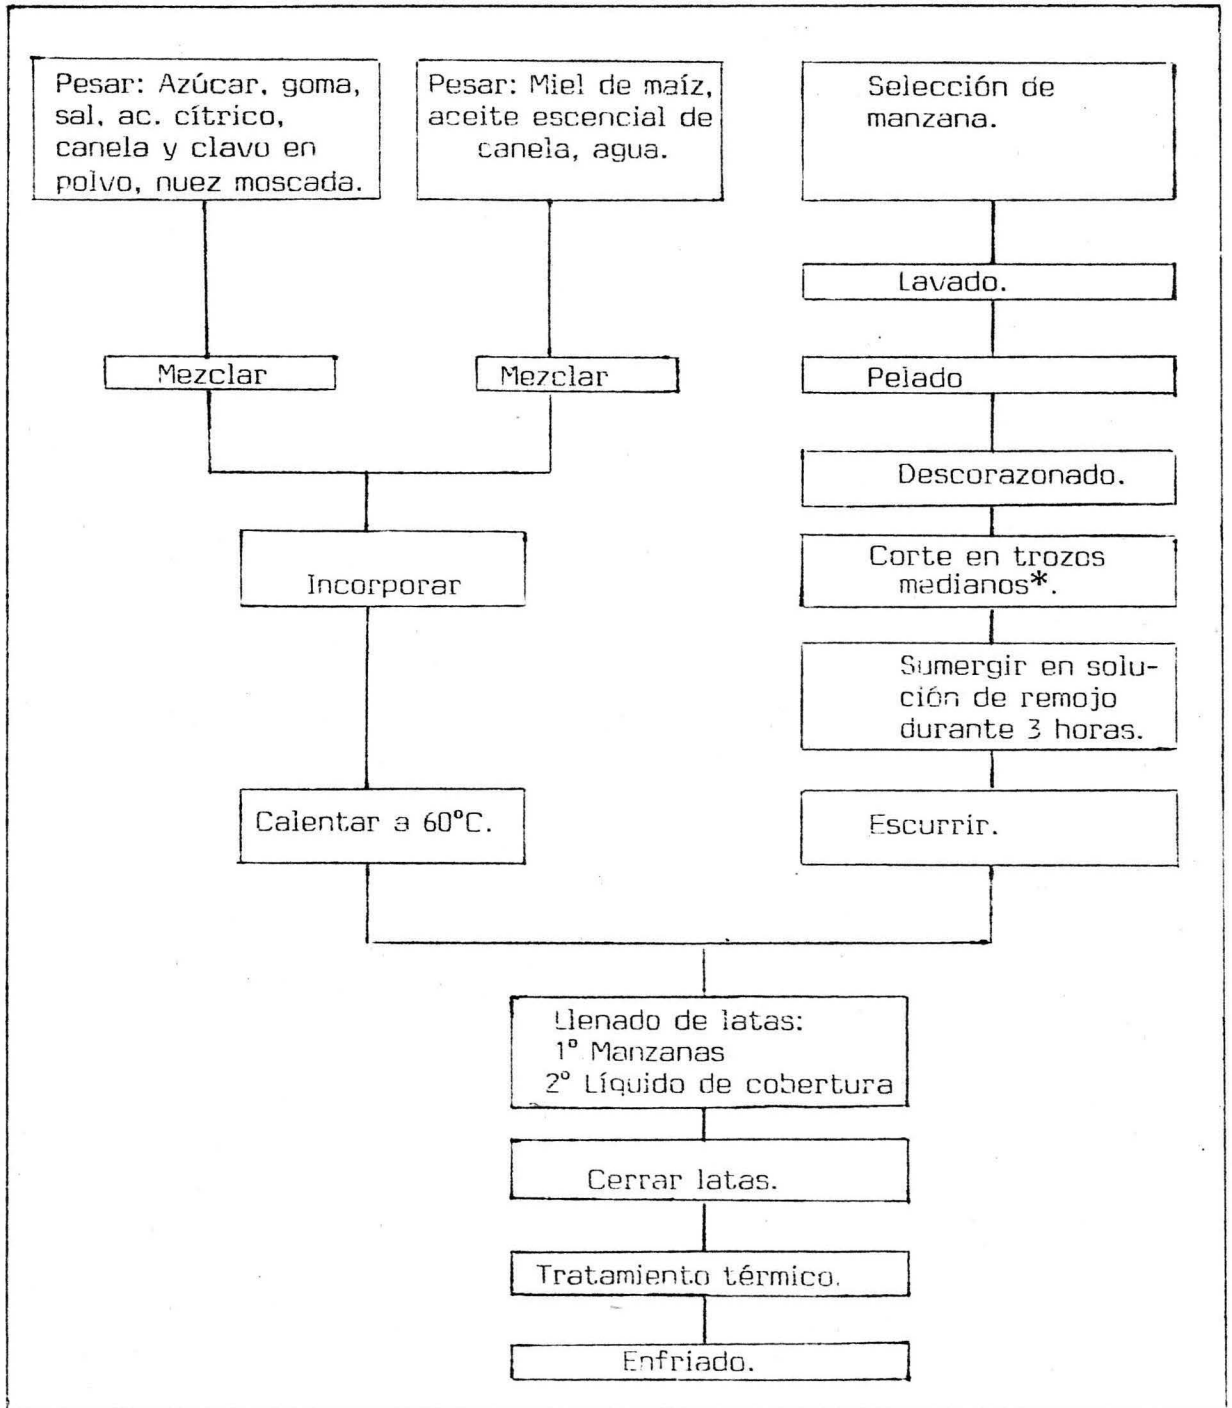 Pesar: Azúcar, goma,
sal, ac. cítrico,
canela y clavo en
polvo, nuez moscada.
Pesar: Miel de maíz,
aceite escencial de
canela, agua.
Selección de
manzana.
Lavado.
Mezclar
Mezclar
Pelado
Descorazonado.
Incorporar
Corte en trozos
medianos*.
Sumergir en solu-
ción de remojo
durante 3 horas.
Calentar a 60°C.
Escurrir.
Llenado de latas:
1° Manzanas
2° Líquido de cobertura
Cerrar latas.
Tratamiento térmico.
Enfriado.